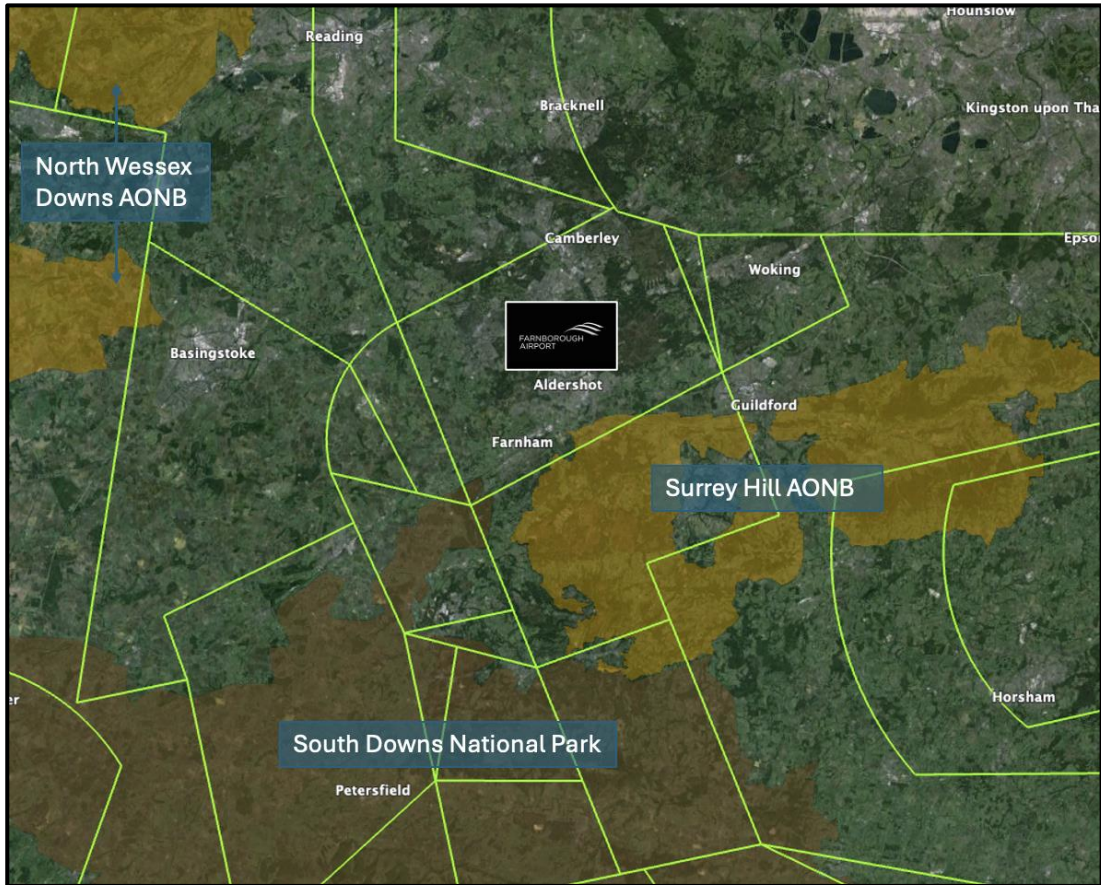 Hounslow
Reading
Bracknell
Kingston upon Tha
North Wessex
Downs AONB
Camberley
Epso
Woking
FARNBOROUGH
AIRPORT
Basingstoke
Aldershot
Guildford
Farnham
Surrey Hill AONB
er
Horsham
South Downs National Park
Petersfield